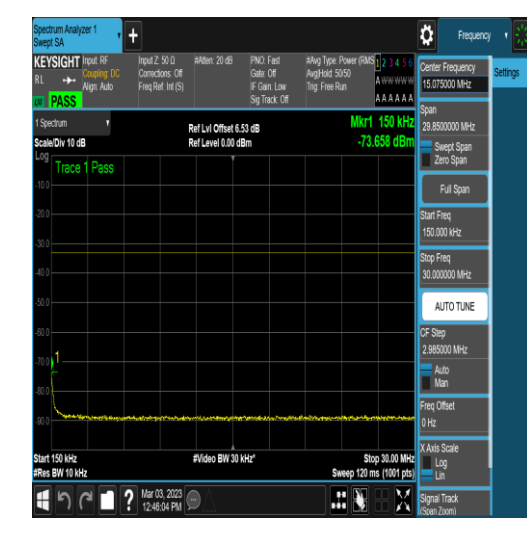 Spectrum Analyzer 1
Swept SA
+
Frequency
KEYSIGHT
RL
LXI
PASS
Input: RF
Coupling: DC
Align: Auto
Input Z: 50 Ω
Corrections: Off
Freq Ref: Int (S)
#Atten: 20 dB
PNO: Fast
Gate: Off
IF Gain: Low
Sig Track: Off
#Avg Type: Power (RMS)
Avg|Hold: 50/50
Trig: Free Run
1 2 3 4 5 6
A W W W W W
A A A A A A
1 Spectrum
Scale/Div 10 dB
Ref Lvl Offset 6.53 dB
Ref Level 0.00 dBm
Mkr1 150 kHz
-73.658 dBm
Log
Trace 1 Pass
-10.0
-20.0
-30.0
-40.0
-50.0
-60.0
-70.0
-80.0
-90.0
1
Start 150 kHz
#Res BW 10 kHz
#Video BW 30 kHz*
Stop 30.00 MHz
Sweep 120 ms (1001 pts)
?
Mar 03, 2023
12:46:04 PM
Center Frequency
15.075000 MHz
Span
29.8500000 MHz
Swept Span
Zero Span
Full Span
Start Freq
150.000 kHz
Stop Freq
30.000000 MHz
AUTO TUNE
CF Step
2.985000 MHz
Auto
Man
Freq Offset
0 Hz
X Axis Scale
Log
Lin
Signal Track
(Span Zoom)
Settings